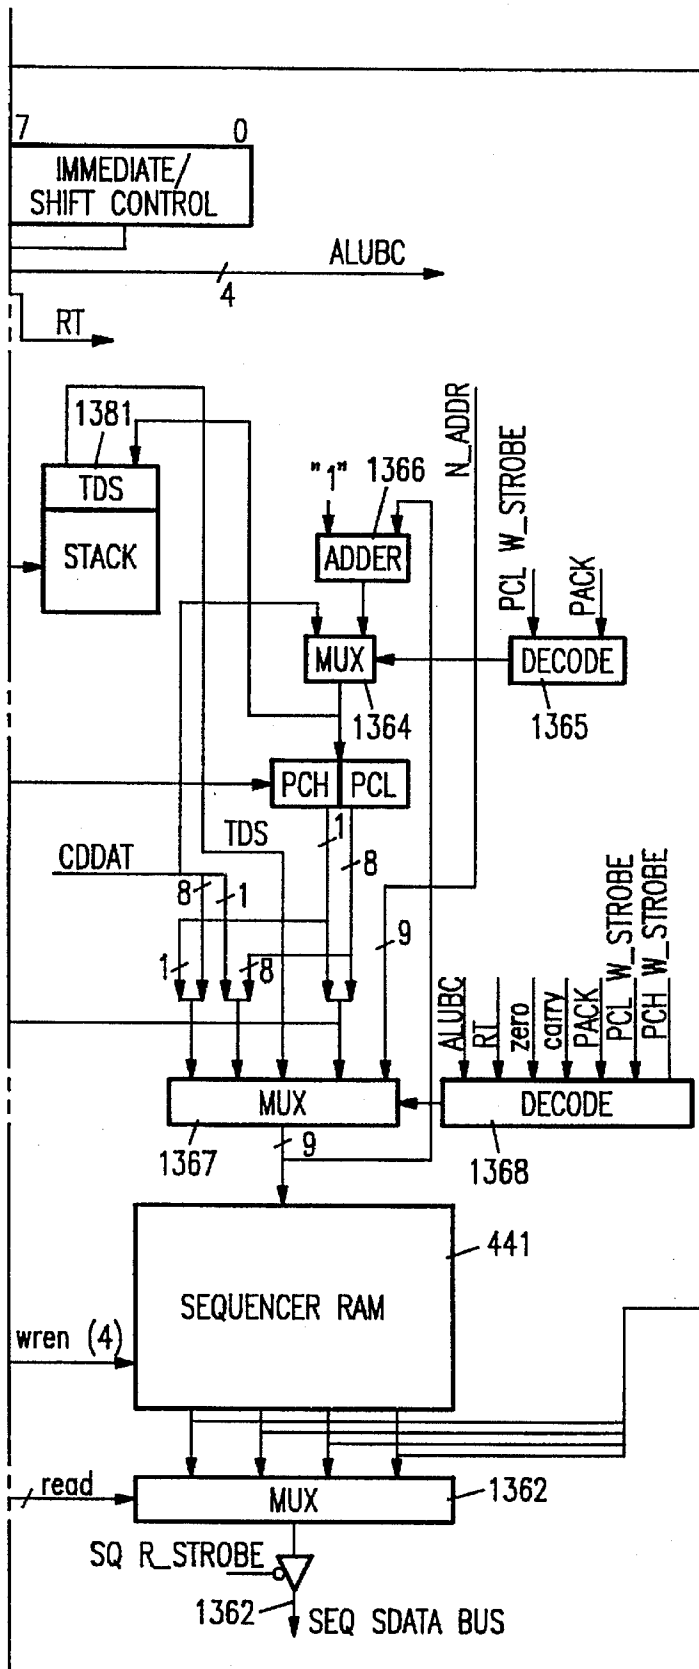 7 0
IMMEDIATE/
SHIFT CONTROL
ALUBC
4
RT
1381
TDS
STACK
"1"
1366
ADDER
N_ADDR
PCL W_STROBE
PACK
MUX
1364
DECODE
1365
PCH PCL
1
8
TDS
CDDAT
8
1
1
8
9
ALUBC
RT
zero
carry
PACK
PCL W_STROBE
PCH W_STROBE
MUX
1367
DECODE
1368
9
441
SEQUENCER RAM
wren (4)
read
MUX
1362
SQ R_STROBE
1362
SEQ SDATA BUS